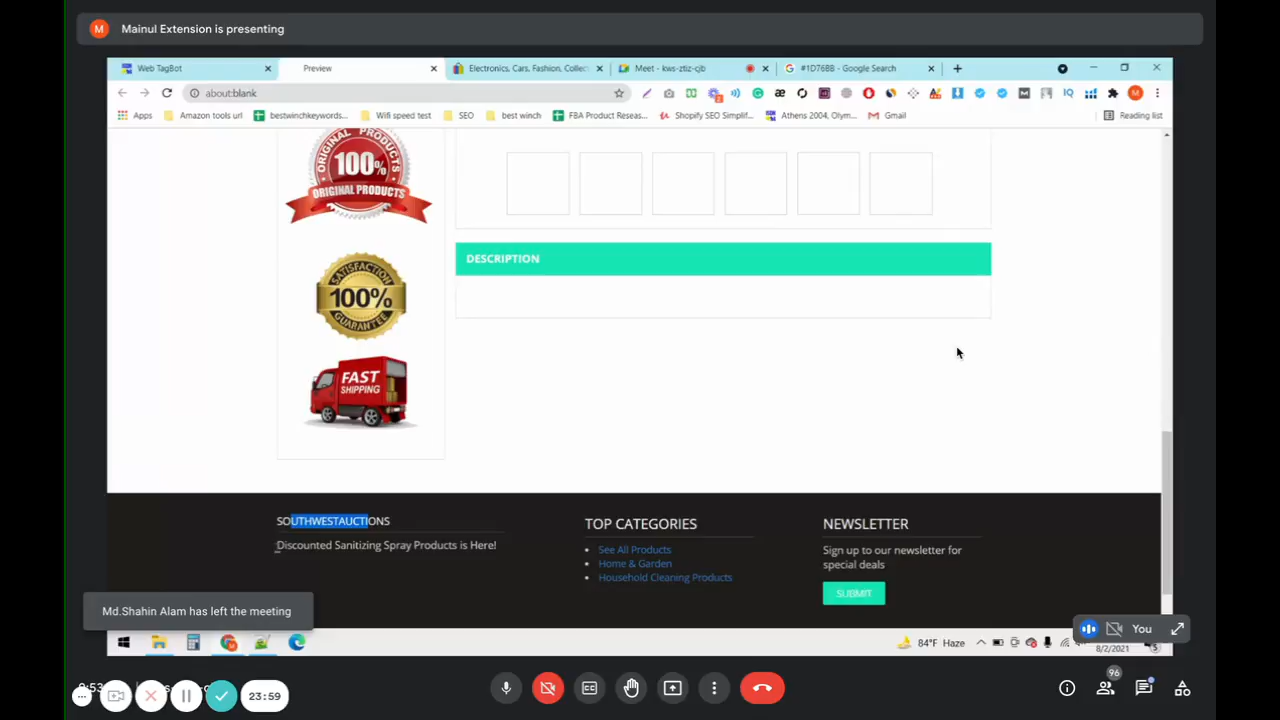 M Mainul Extension is presenting
Web TagBot
Preview
Electronics, Cars, Fashion, Collec
Meet - kws-ztiz-cjb
#1D76BB - Google Search
about:blank
Apps
Amazon tools url
bestwinchkeywords...
Wifi speed test
SEO
best winch
FBA Product Reseas...
Shopify SEO Simplif...
Athens 2004, Olym...
Gmail
Reading list
ORIGINAL PRODUCTS
100%
ORIGINAL PRODUCTS
DESCRIPTION
SATISFACTION
100%
GUARANTEE
FAST
SHIPPING
SOUTHWESTAUCTIONS
Discounted Sanitizing Spray Products is Here!
TOP CATEGORIES
See All Products
Home & Garden
Household Cleaning Products
NEWSLETTER
Sign up to our newsletter for
special deals
SUBMIT
Md.Shahin Alam has left the meeting
You
84°F Haze
8/2/2021
23:59
96